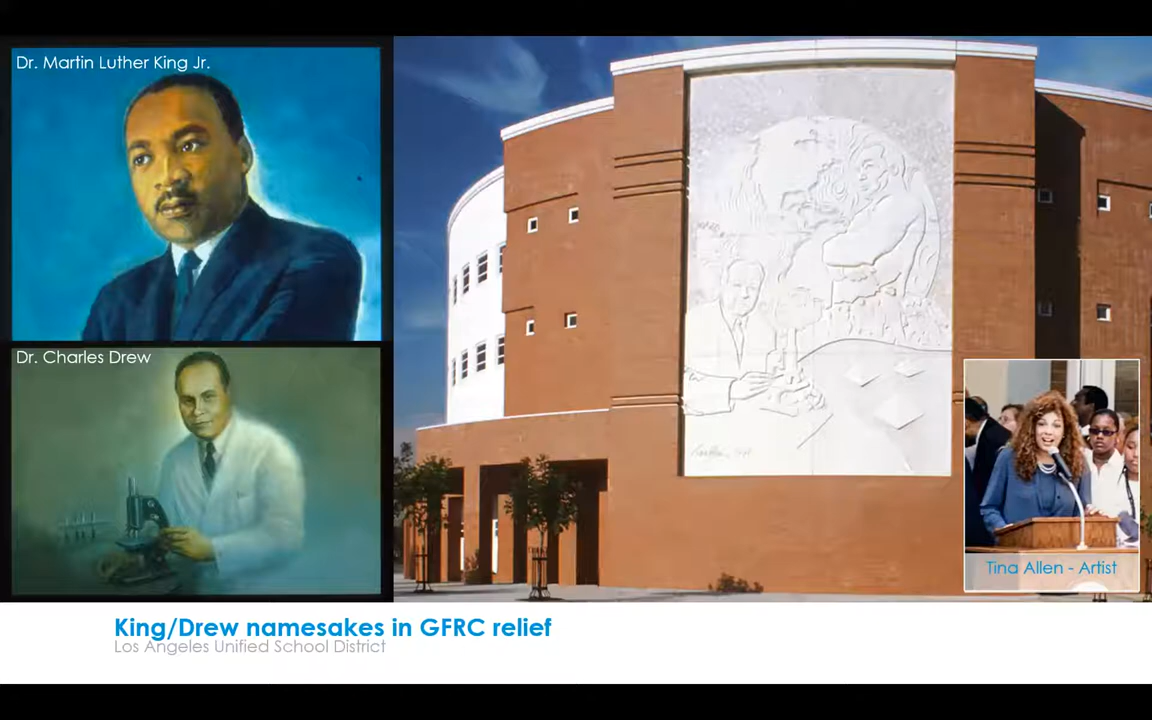 Dr. Martin Luther King Jr.
Dr. Charles Drew
Tina Allen - Artist
King/Drew namesakes in GFRC relief
Los Angeles Unified School District